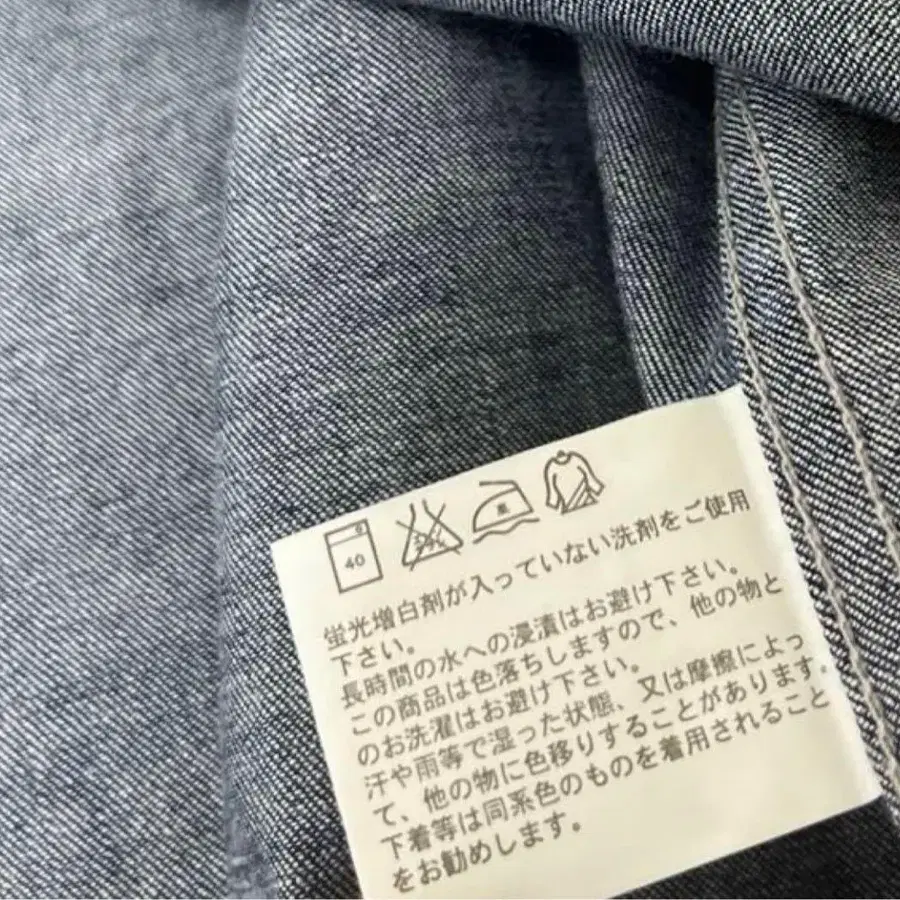 40
蛍光増白剤が入っていない洗剤をご使用
下さい。
長時間の水への浸漬はお避け下さい。
この商品は色落ちしますので、他の物と
のお洗濯はお避け下さい。
汗や雨等で湿った状態、又は摩擦によっ
て、他の物に色移りすることがあります。
下着等は同系色のものを着用されること
をお勧めします。